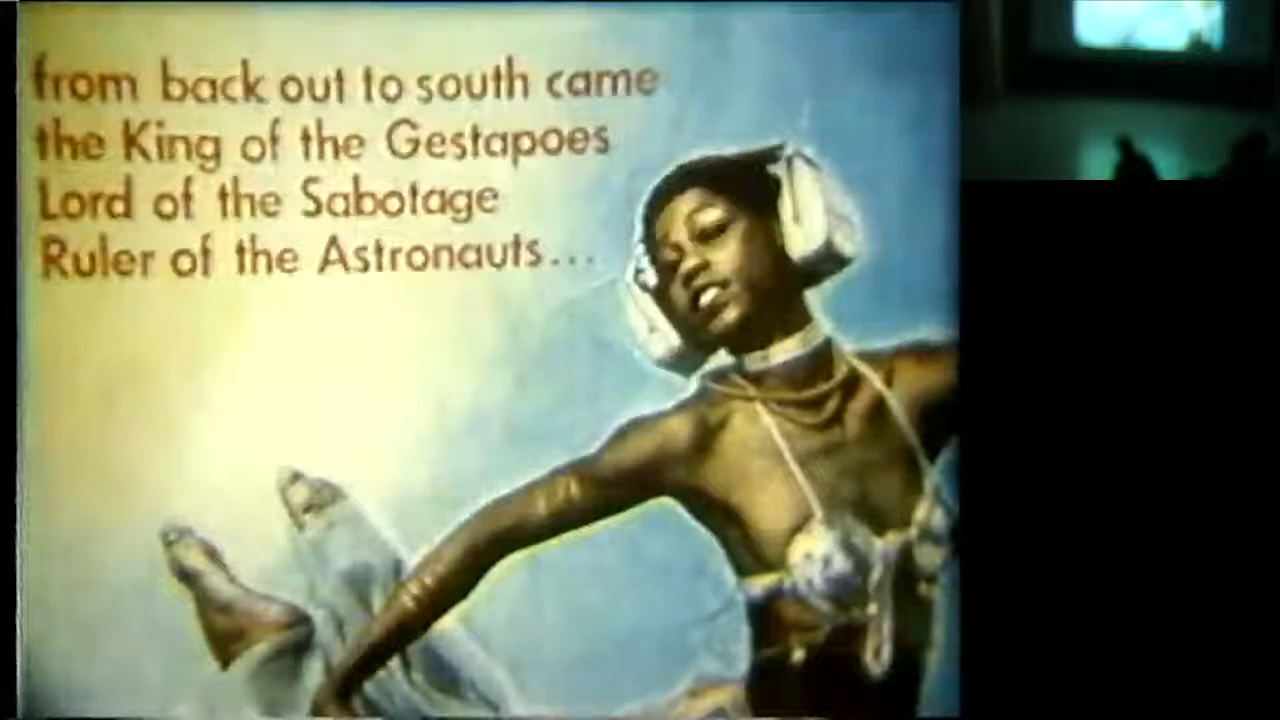 from back out to south came
the King of the Gestapoes
Lord of the Sabotage
Ruler of the Astronauts...